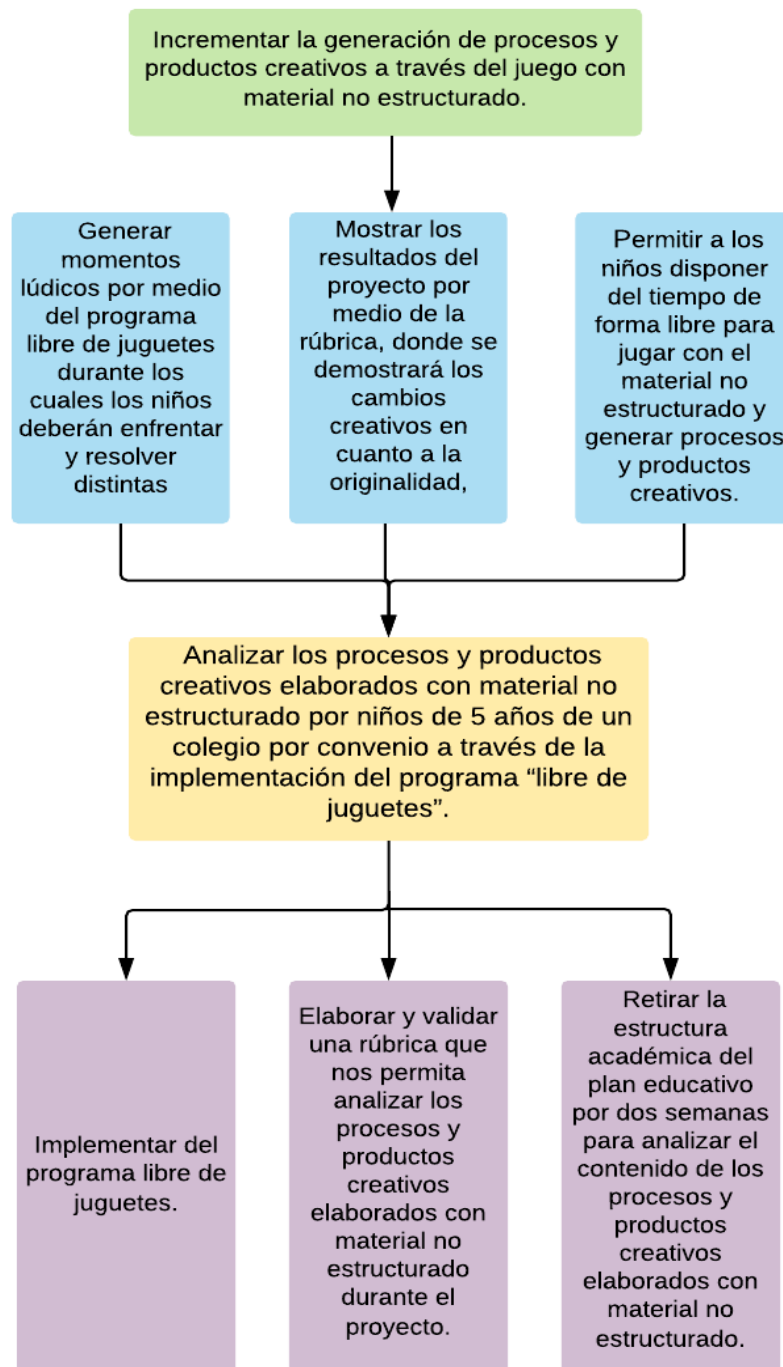 Incrementar la generación de procesos y
productos creativos a través del juego con
material no estructurado.
Generar
momentos
lúdicos por medio
del programa
libre de juguetes
durante los
cuales los niños
deberán enfrentar
y resolver
distintas
Mostrar los
resultados del
proyecto por
medio de la
rúbrica, donde se
demostrará los
cambios
creativos en
cuanto a la
originalidad,
Permitir a los
niños disponer
del tiempo de
forma libre para
jugar con el
material no
estructurado y
generar procesos
y productos
creativos.
Analizar los procesos y productos
creativos elaborados con material no
estructurado por niños de 5 años de un
colegio por convenio a través de la
implementación del programa “libre de
juguetes”.
Implementar del
programa libre de
juguetes.
Elaborar y validar
una rúbrica que
nos permita
analizar los
procesos y
productos
creativos
elaborados con
material no
estructurado
durante el
proyecto.
Retirar la
estructura
académica del
plan educativo
por dos semanas
para analizar el
contenido de los
procesos y
productos
creativos
elaborados con
material no
estructurado.